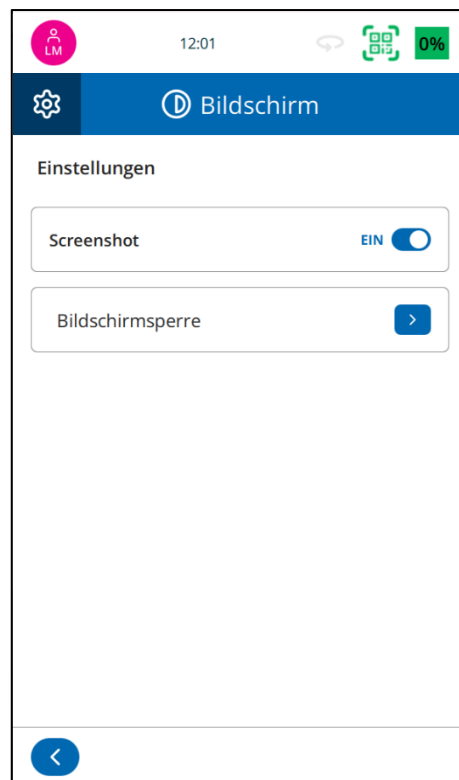 LM
12:01
0%
Bildschirm
Einstellungen
Screenshot
EIN
Bildschirmsperre